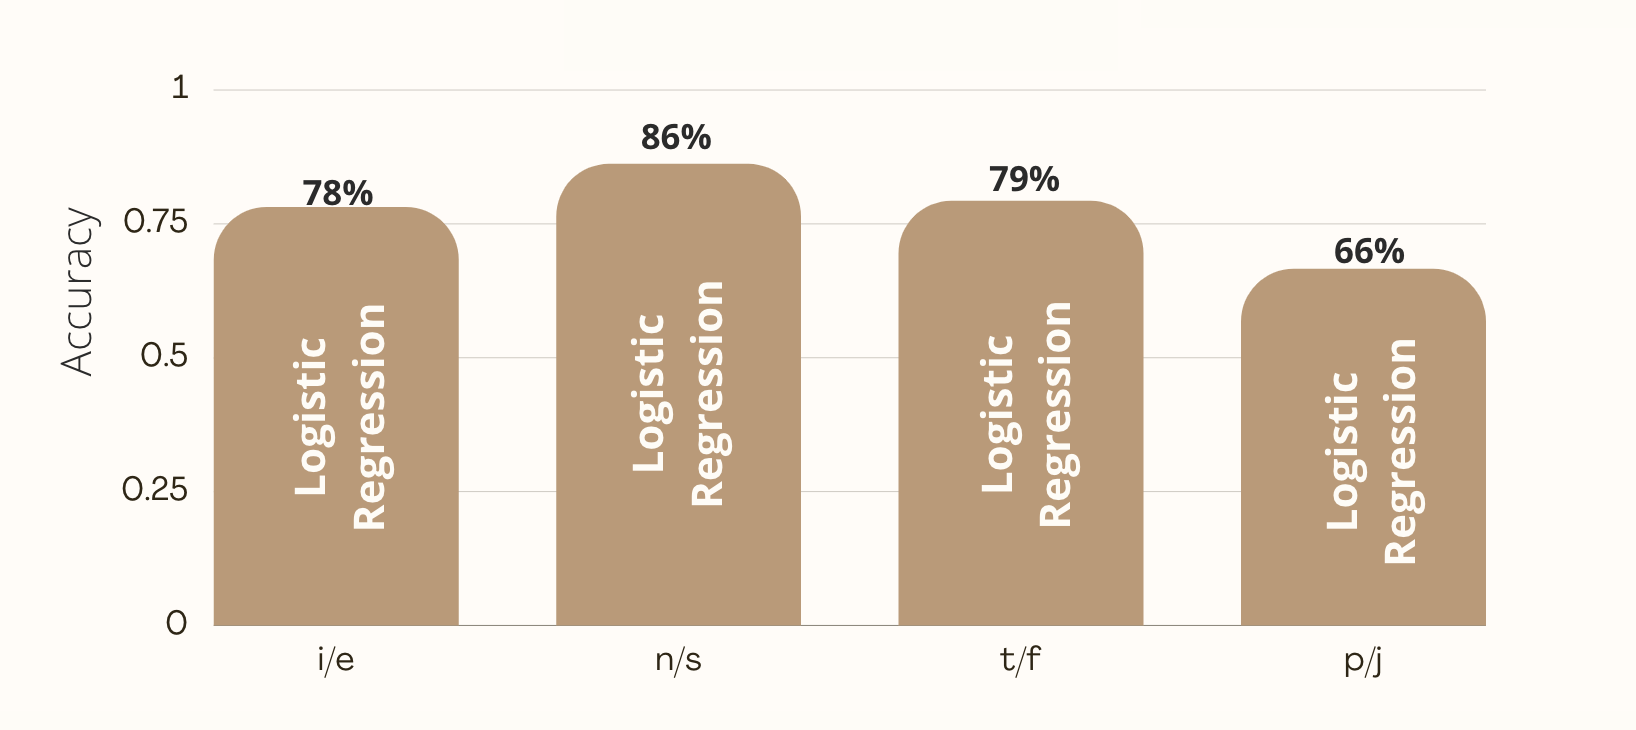 1
0.75
0.5
0.25
0
Accuracy
78%
86%
79%
66%
Logistic
Regression
Logistic
Regression
Logistic
Regression
Logistic
Regression
i/e
n/s
t/f
p/j